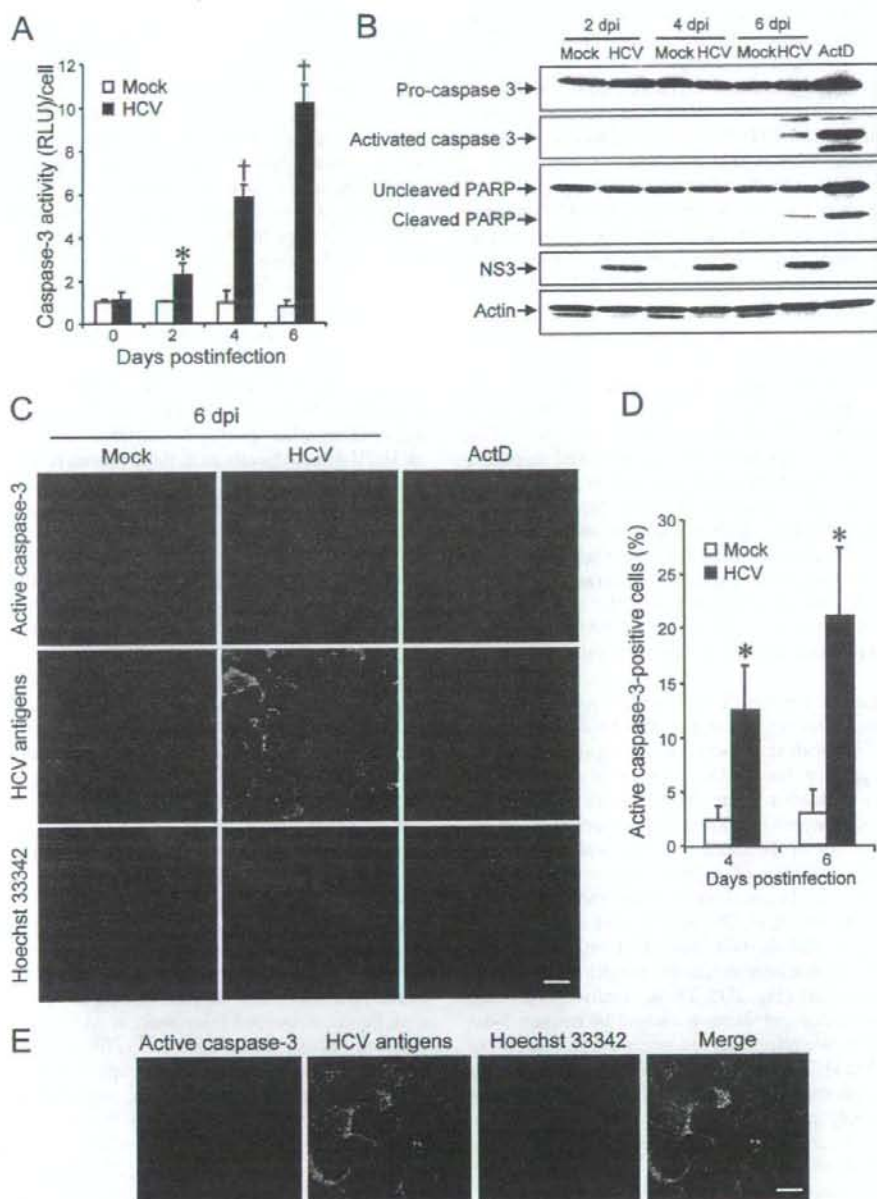 A
Caspase-3 activity (RLU)/cell
12
10
8
6
4
2
0
Mock
HCV
*
†
†
0 2 4 6
Days postinfection
B
2 dpi 4 dpi 6 dpi
Mock HCV Mock HCV Mock HCV ActD
Pro-caspase 3
Activated caspase 3
Uncleaved PARP
Cleaved PARP
NS3
Actin
C
6 dpi
Mock HCV ActD
Active caspase-3
HCV antigens
Hoechst 33342
D
Active caspase-3-positive cells (%)
30
25
20
15
10
5
0
Mock
HCV
*
*
4 6
Days postinfection
E
Active caspase-3 HCV antigens Hoechst 33342 Merge